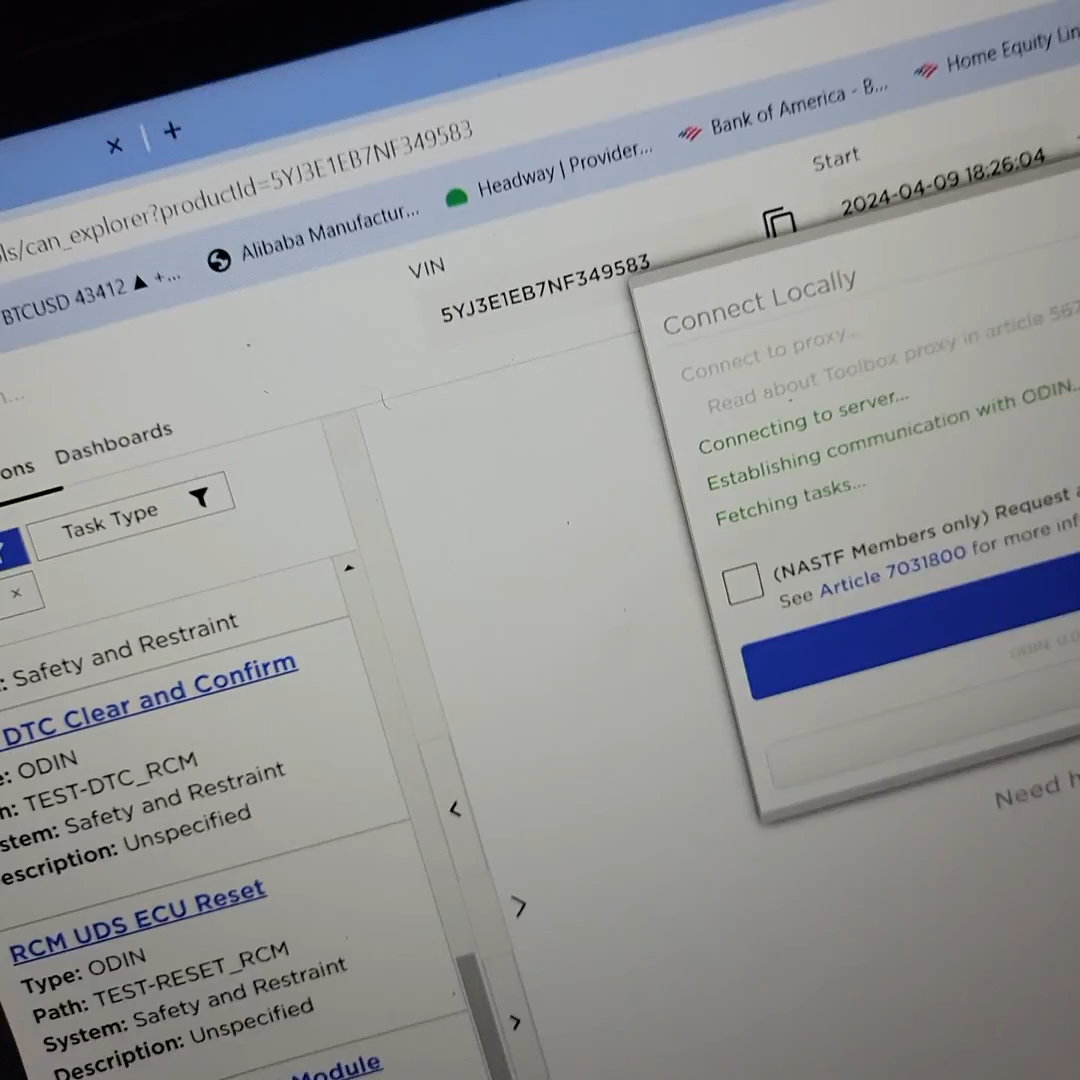 ls/can_explorer?productId=5YJ3E1EB7NF349583
BTCUSD 43412 ▲ +...
Alibaba Manufactur...
Headway | Provider...
Bank of America - B...
Home Equity Lin
VIN
5YJ3E1EB7NF349583
Start
2024-04-09 18:26:04
ons
Dashboards
Task Type
: Safety and Restraint
DTC Clear and Confirm
e: ODIN
h: TEST-DTC_RCM
stem: Safety and Restraint
escription: Unspecified
RCM UDS ECU Reset
Type: ODIN
Path: TEST-RESET_RCM
System: Safety and Restraint
Description: Unspecified
Module
Connect Locally
Connect to proxy...
Read about Toolbox proxy in article 567
Connecting to server...
Establishing communication with ODIN...
Fetching tasks...
(NASTF Members only) Request a
See Article 7031800 for more inf
Need h